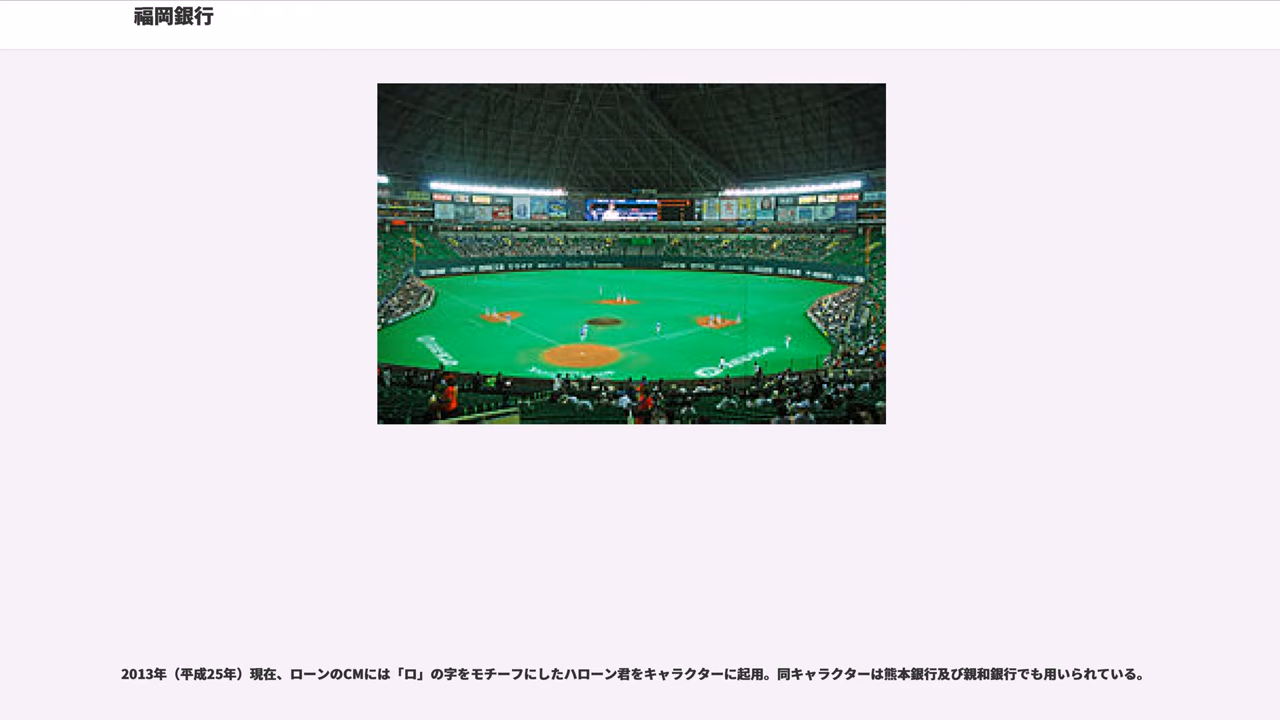 福岡銀行
2013年（平成25年）現在、ローンのCMには「ロ」の字をモチーフにしたハローン君をキャラクターに起用。同キャラクターは熊本銀行及び親和銀行でも用いられている。